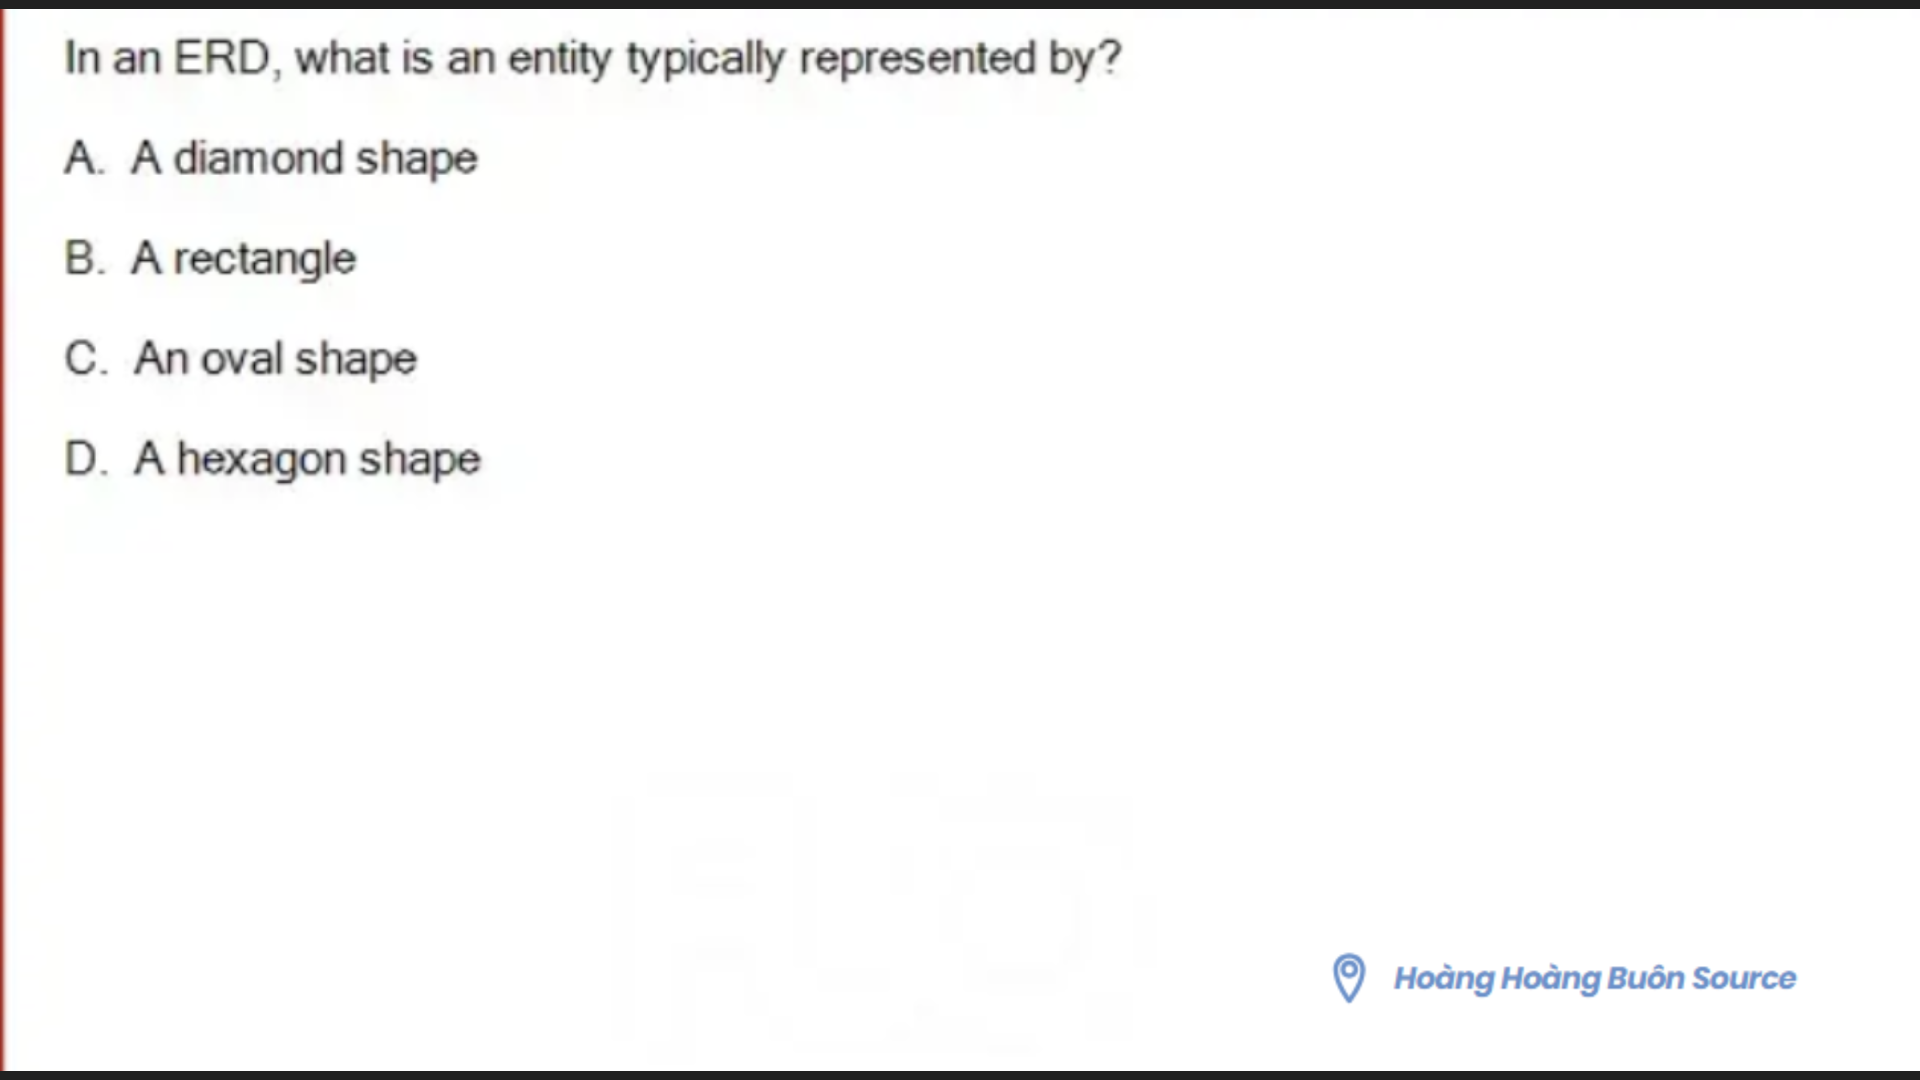 In an ERD, what is an entity typically represented by?
A. A diamond shape
B. A rectangle
C. An oval shape
D. A hexagon shape
Hoàng Hoàng Buôn Source